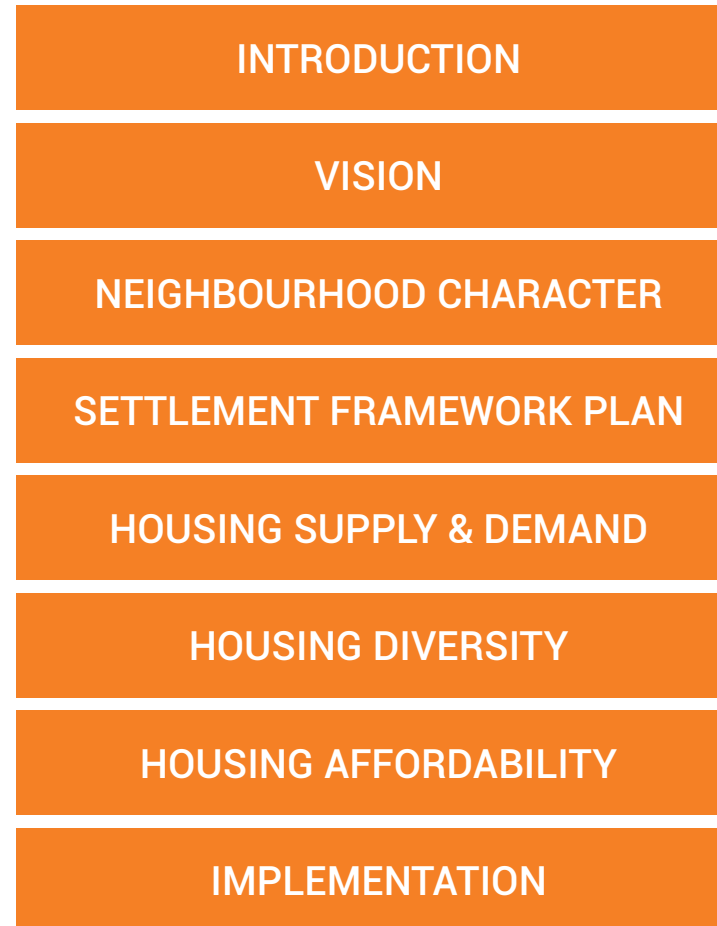 INTRODUCTION
VISION
NEIGHBOURHOOD CHARACTER
SETTLEMENT FRAMEWORK PLAN
HOUSING SUPPLY & DEMAND
HOUSING DIVERSITY
HOUSING AFFORDABILITY
IMPLEMENTATION